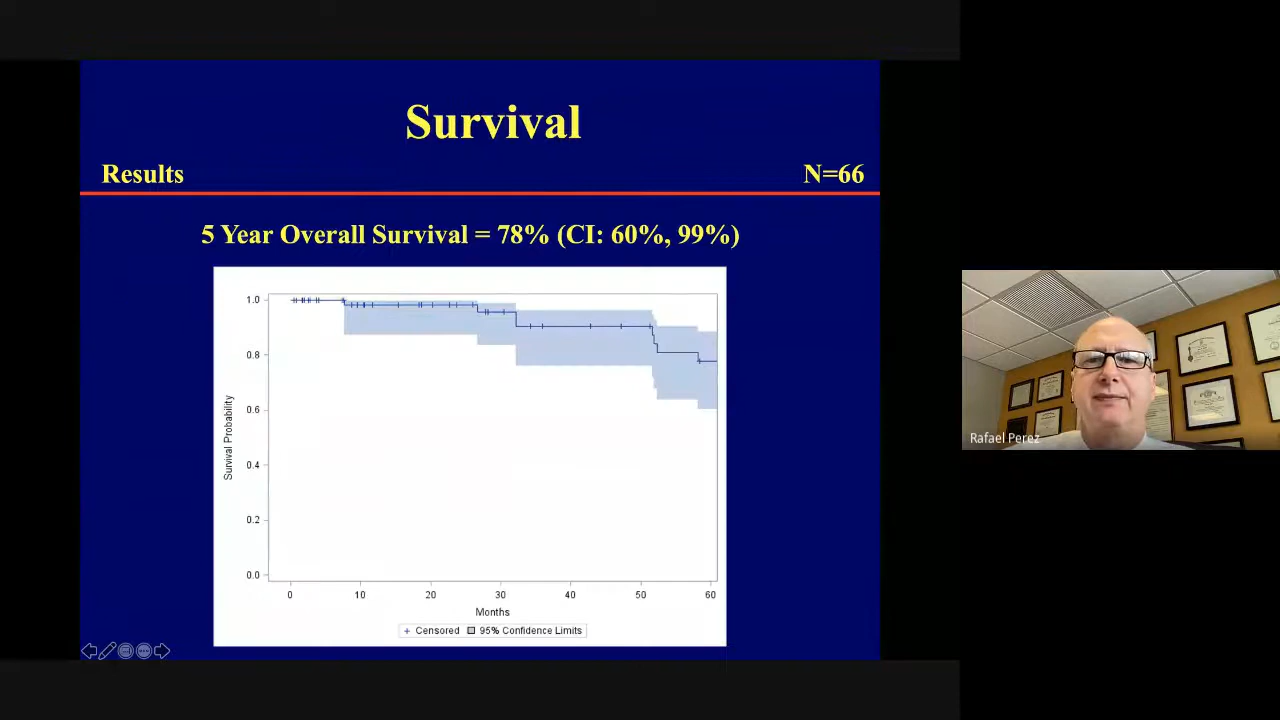 Survival
Results
N=66
5 Year Overall Survival = 78% (CI: 60%, 99%)
1.0
0.8
0.6
0.4
0.2
0.0
Survival Probability
0 10 20 30 40 50 60
Months
+ Censored 95% Confidence Limits
Rafael Perez